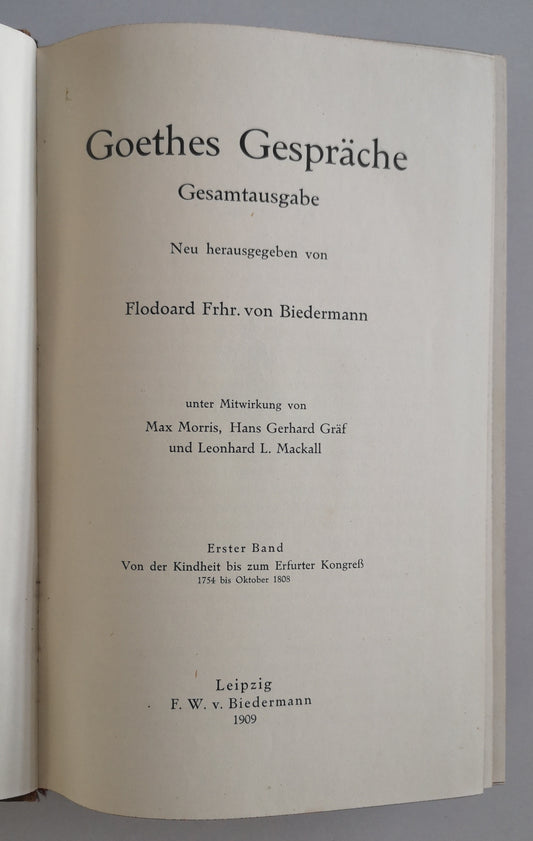 Goethes Gespräche
Gesamtausgabe
Neu herausgegeben von
Flodoard Frhr. von Biedermann
unter Mitwirkung von
Max Morris, Hans Gerhard Gräf
und Leonhard L. Mackall
Erster Band
Von der Kindheit bis zum Erfurter Kongreß
1754 bis Oktober 1808
Leipzig
F. W. v. Biedermann
1909